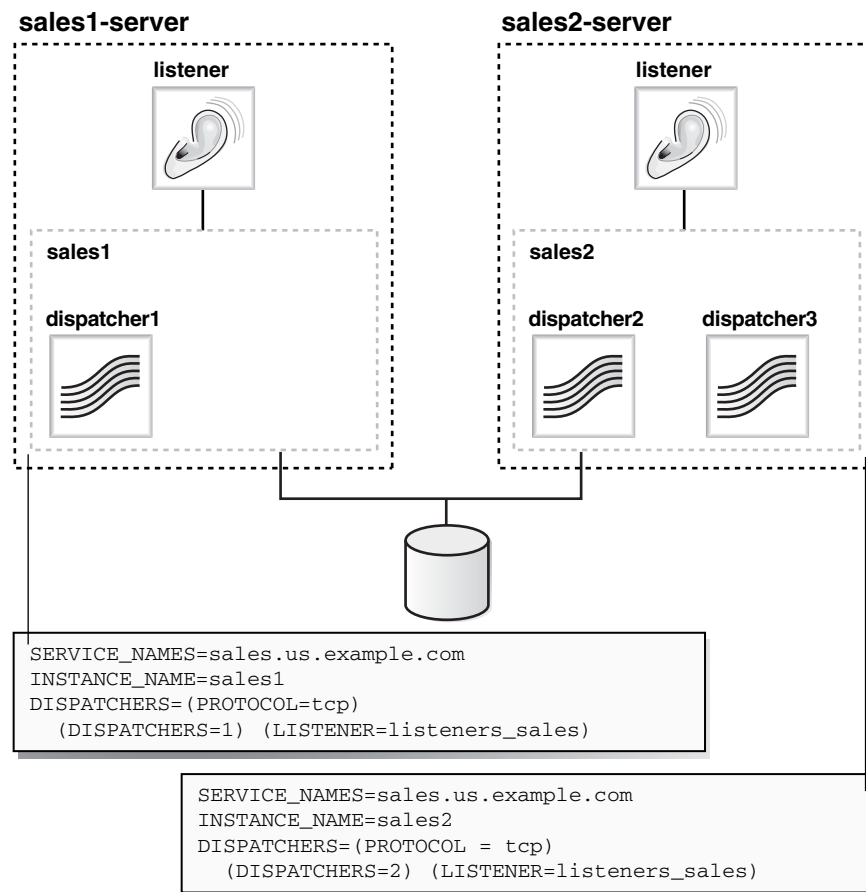 sales1-server
listener
sales1
dispatcher1
sales2-server
listener
sales2
dispatcher2 dispatcher3
SERVICE_NAMES=sales.us.example.com
INSTANCE_NAME=sales1
DISPATCHERS=(PROTOCOL=tcp)
(DISPATCHERS=1) (LISTENER=listeners_sales)
SERVICE_NAMES=sales.us.example.com
INSTANCE_NAME=sales2
DISPATCHERS=(PROTOCOL = tcp)
(DISPATCHERS=2) (LISTENER=listeners_sales)